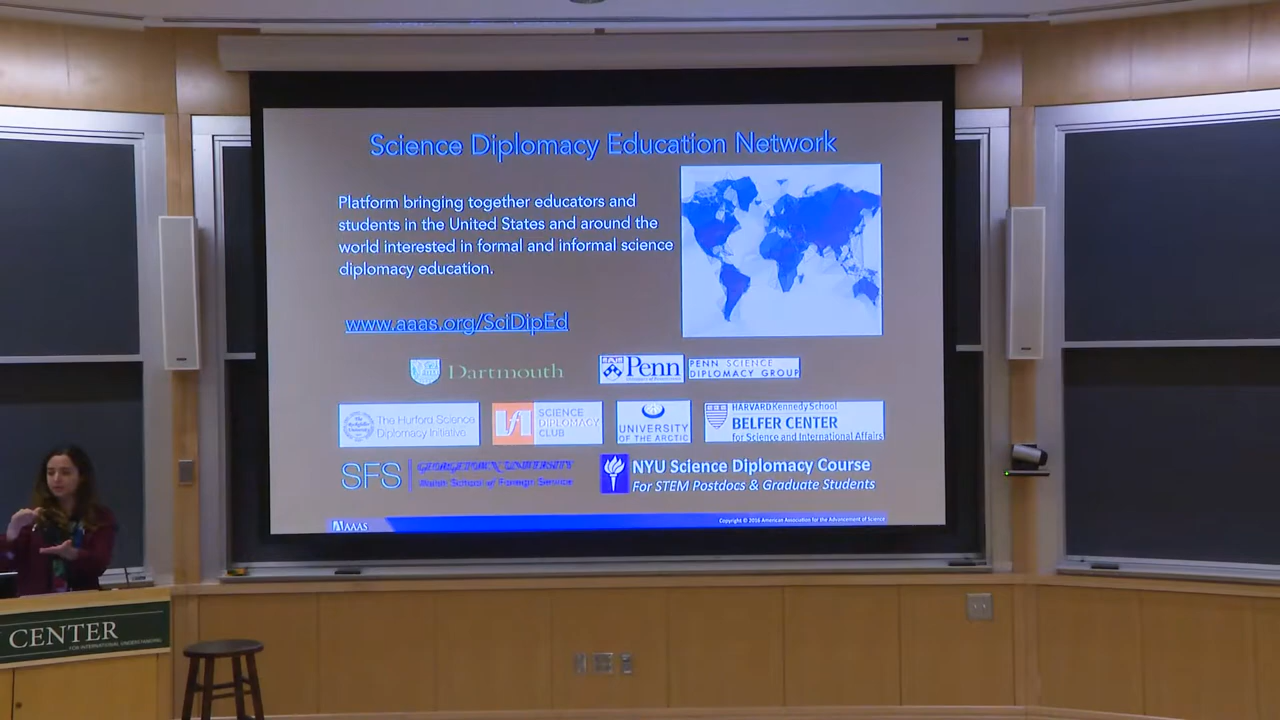 Science Diplomacy Education Network
Platform bringing together educators and
students in the United States and around the
world interested in formal and informal science
diplomacy education.
www.aaas.org/SciDipEd
Dartmouth
Penn
PENN SCIENCE
DIPLOMACY GROUP
The Hurford Science
Diplomacy Initiative
SCIENCE
DIPLOMACY
CLUB
UNIVERSITY
OF THE ARCTIC
HARVARD Kennedy School
BELFER CENTER
for Science and International Affairs
SFS
GEORGETOWN UNIVERSITY
Walsh School of Foreign Service
NYU Science Diplomacy Course
For STEM Postdocs & Graduate Students
AAAS
Copyright © 2016 American Association for the Advancement of Science
CENTER
FOR INTERNATIONAL UNDERSTANDING